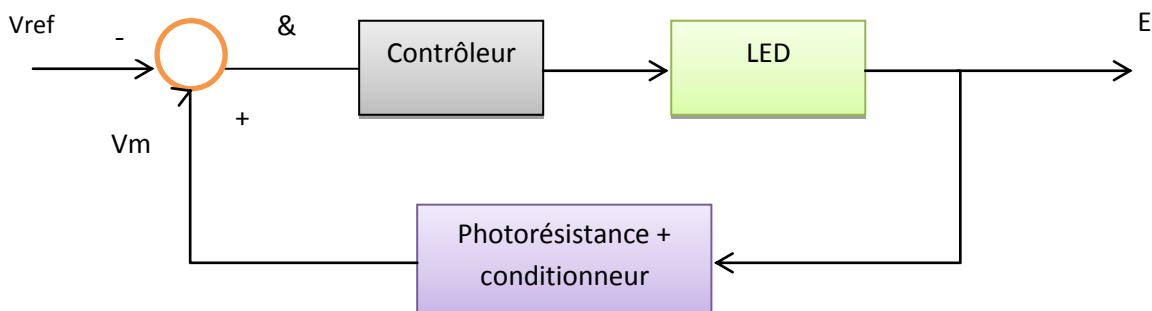 Vref
-
&
Contrôleur
LED
E
Vm
+
Photorésistance +
conditionneur